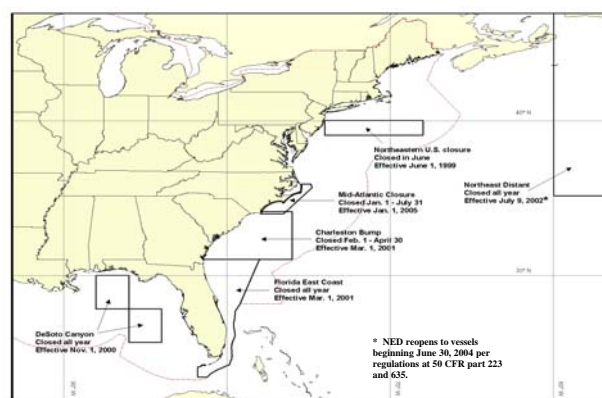 40° N
Northeastern U.S. closure
Closed in June
Effective June 1, 1999
Northeast Distant
Closed all year
Effective July 9, 2002*
Mid-Atlantic Closure
Closed Jan. 1 - July 31
Effective Jan. 1, 2005
Charleston Bump
Closed Feb. 1 - April 30
Effective Mar. 1, 2001
30° N
Florida East Coast
Closed all year
Effective Mar. 1, 2001
DeSoto Canyon
Closed all year
Effective Nov. 1, 2000
* NED reopens to vessels
beginning June 30, 2004 per
regulations at 50 CFR part 223
and 635.